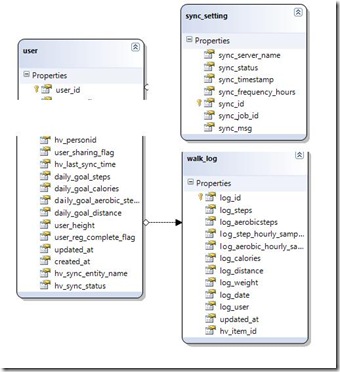 user
Properties
user_id
hv_personid
user_sharing_flag
hv_last_sync_time
daily_goal_steps
daily_goal_calories
daily_goal_aerobic_ste...
daily_goal_distance
user_height
user_reg_complete_flag
updated_at
created_at
hv_sync_entity_name
hv_sync_status
sync_setting
Properties
sync_server_name
sync_status
sync_timestamp
sync_frequency_hours
sync_id
sync_job_id
sync_msg
walk_log
Properties
log_id
log_steps
log_aerobicsteps
log_step_hourly_samp...
log_aerobic_hourly_sa...
log_calories
log_distance
log_weight
log_date
log_user
updated_at
hv_item_id